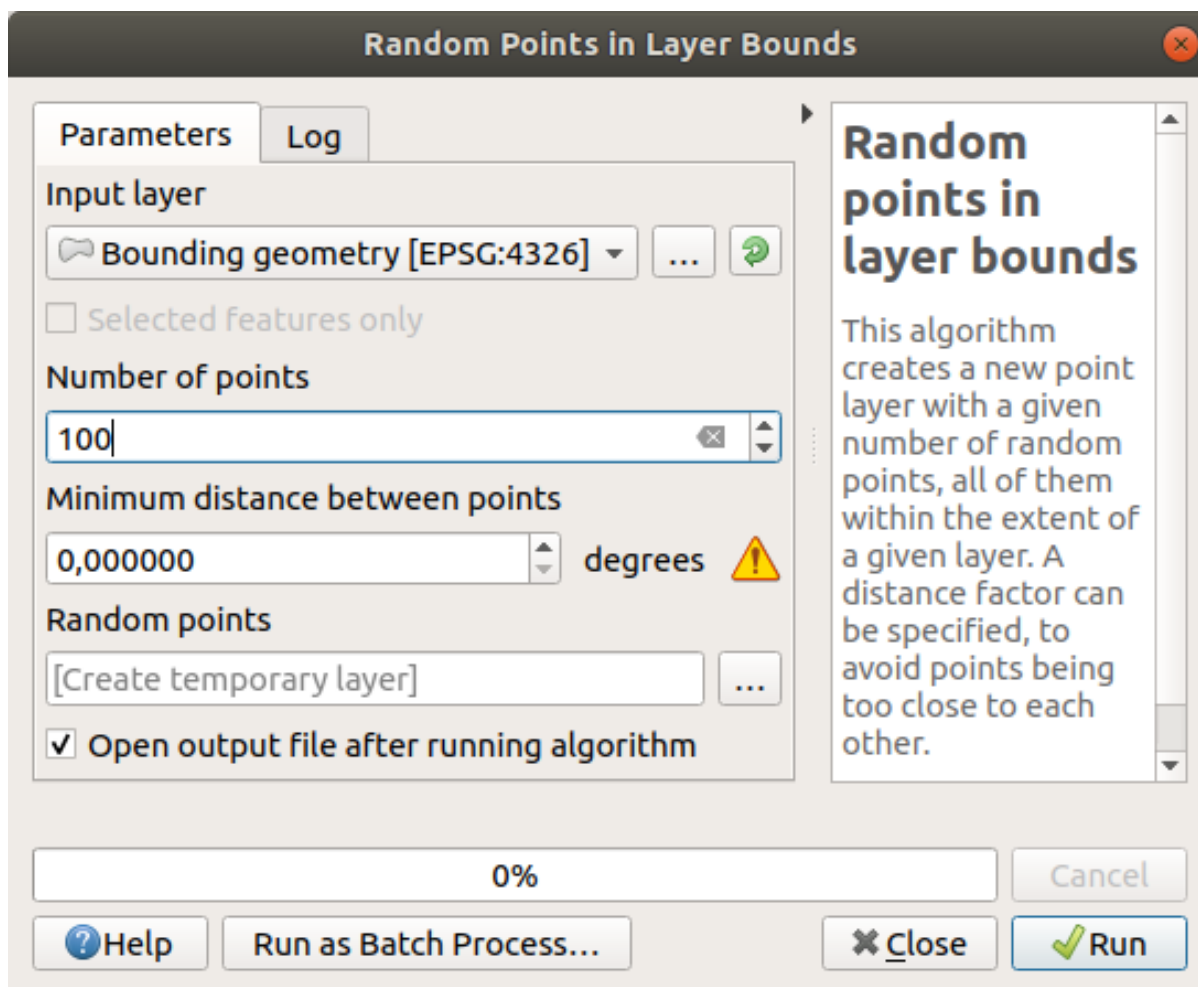 Random Points in Layer Bounds
Parameters
Log
Input layer
Bounding geometry [EPSG:4326]
...
Selected features only
Number of points
100
Minimum distance between points
0,000000
degrees
Random points
[Create temporary layer]
...
Open output file after running algorithm
Random
points in
layer bounds
This algorithm
creates a new point
layer with a given
number of random
points, all of them
within the extent of
a given layer. A
distance factor can
be specified, to
avoid points being
too close to each
other.
0%
Cancel
Help
Run as Batch Process...
Close
Run